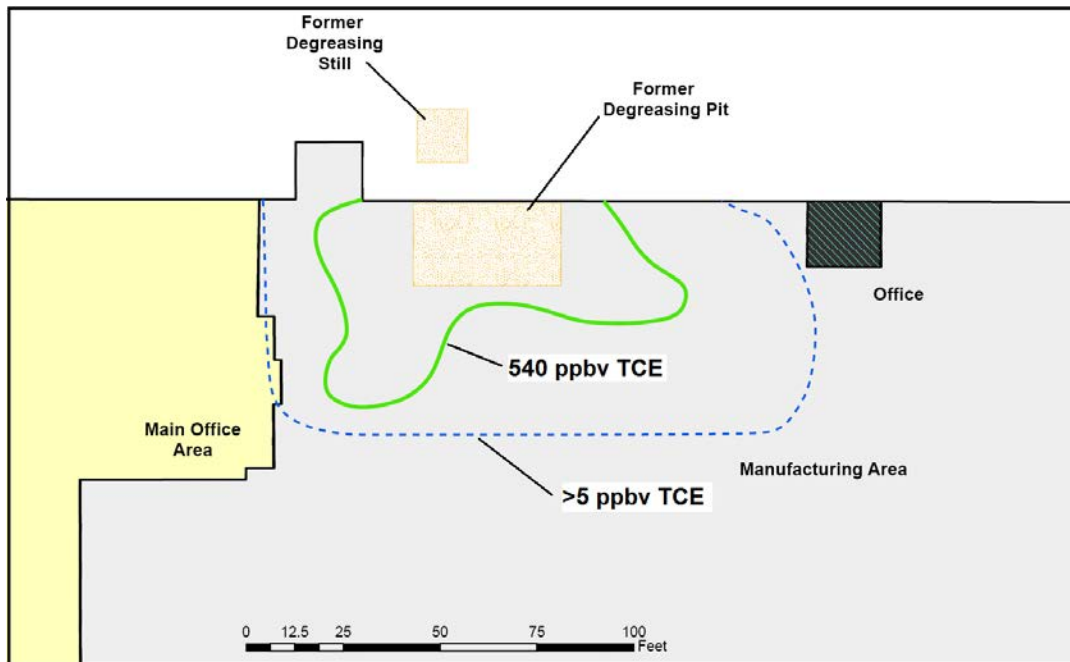 Former
Degreasing
Still
Former
Degreasing Pit
Office
540 ppbv TCE
Main Office
Area
Manufacturing Area
>5 ppbv TCE
0 12.5 25 50 75 100
Feet